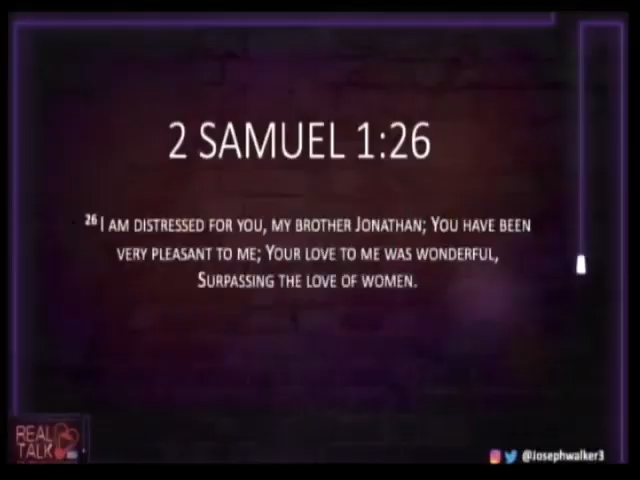 2 SAMUEL 1:26
26 I AM DISTRESSED FOR YOU, MY BROTHER JONATHAN; YOU HAVE BEEN
VERY PLEASANT TO ME; YOUR LOVE TO ME WAS WONDERFUL,
SURPASSING THE LOVE OF WOMEN.
REAL
TALK
@Josephwalker3